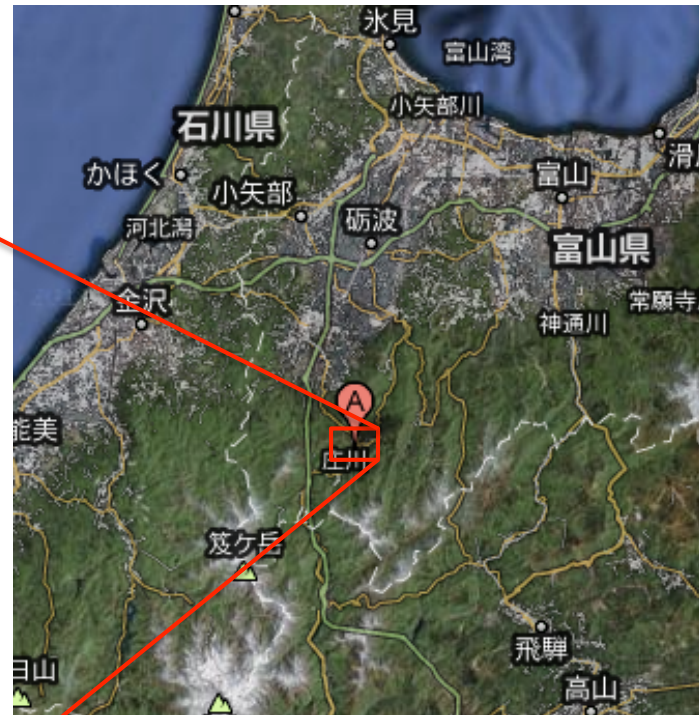 氷見
富山湾
小矢部川
石川県
滑
かほく
小矢部
富山
砺波
河北潟
富山県
金沢
常願寺
神通川
A
能美
庄川
笈ケ岳
飛騨
白山
高山